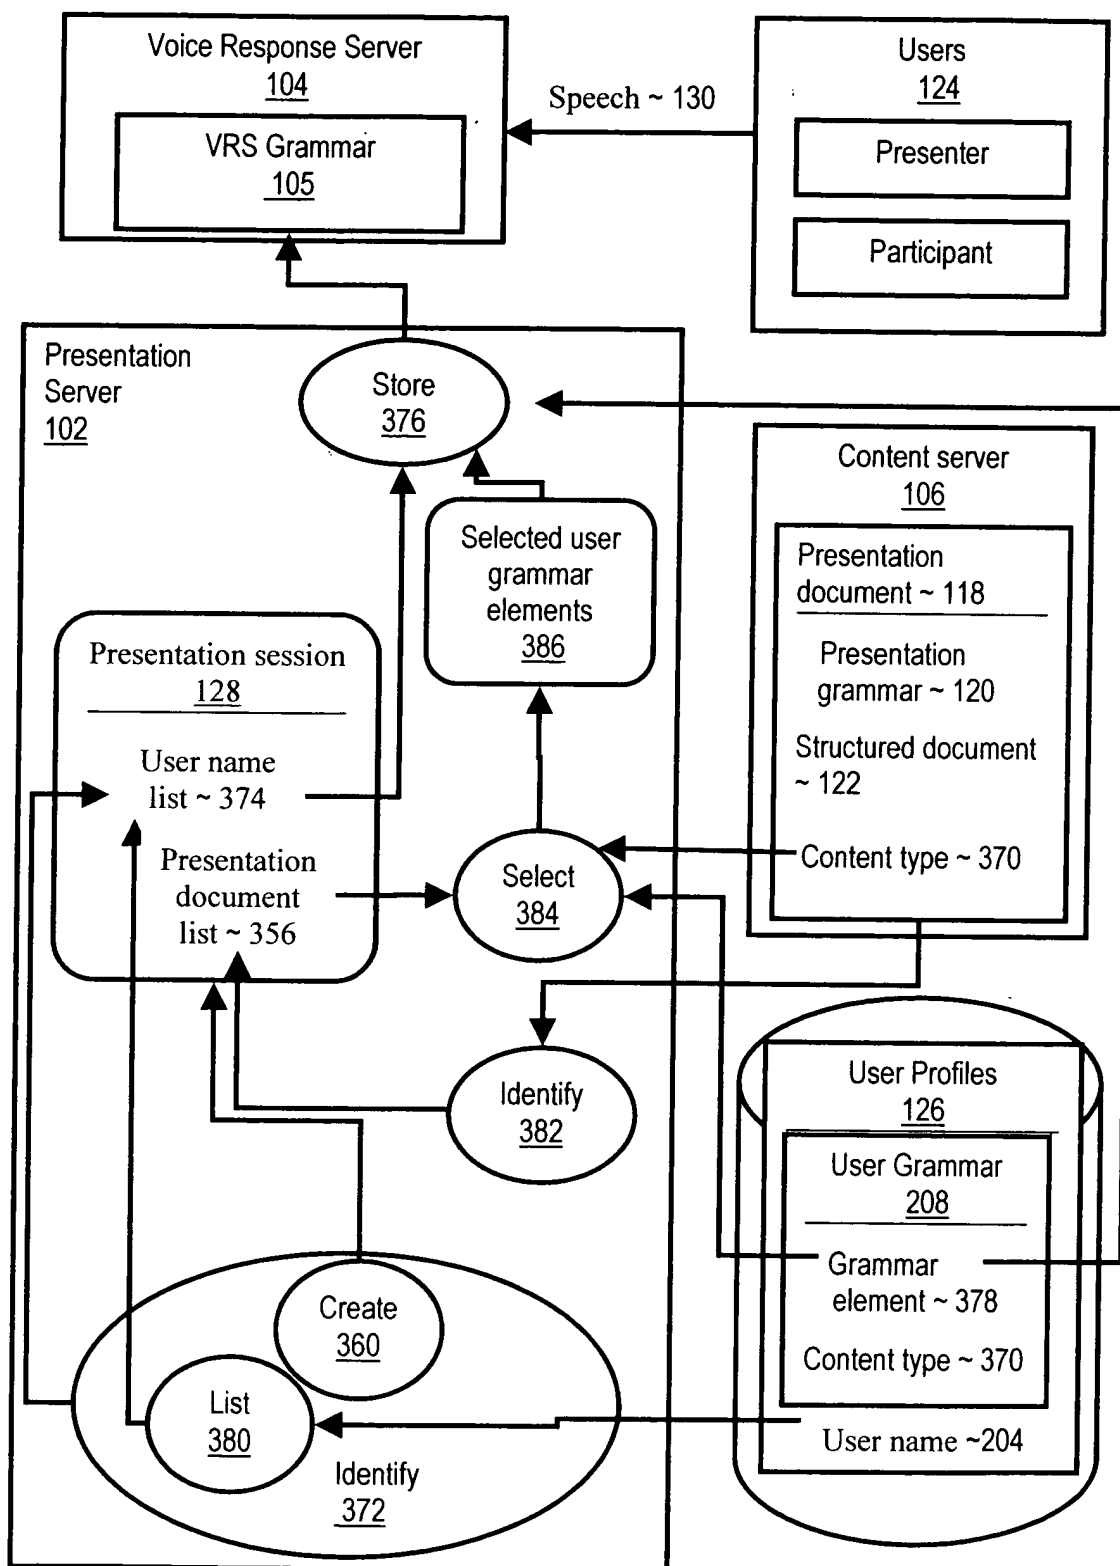 Voice Response Server
104
VRS Grammar
105
Speech ~ 130
Users
124
Presenter
Participant
Presentation
Server
102
Store
376
Selected user
grammar
elements
386
Content server
106
Presentation
document ~ 118
Presentation
grammar ~ 120
Structured document
~ 122
Content type ~ 370
Presentation session
128
User name
list ~ 374
Presentation
document
list ~ 356
Select
384
Identify
382
User Profiles
126
User Grammar
208
Grammar
element ~ 378
Content type ~ 370
User name ~204
Create
360
List
380
Identify
372